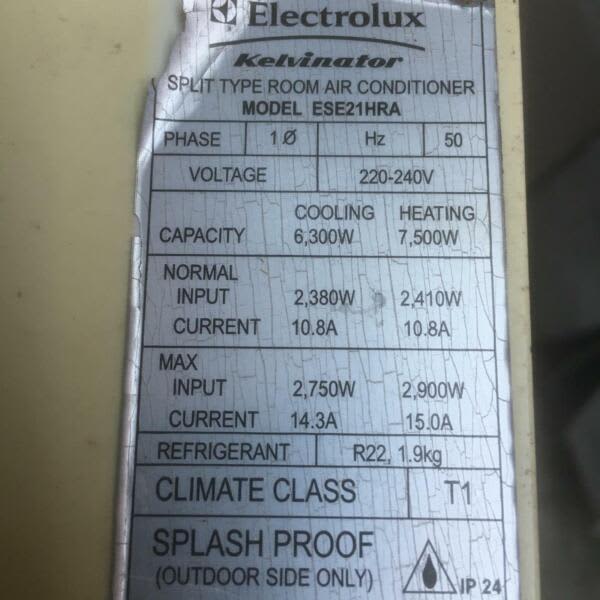 Electrolux
Kelvinator
SPLIT TYPE ROOM AIR CONDITIONER
MODEL ESE21HRA
PHASE 1Ø Hz 50
VOLTAGE 220-240V
COOLING HEATING
CAPACITY 6,300W 7,500W
NORMAL
INPUT 2,380W 2,410W
CURRENT 10.8A 10.8A
MAX
INPUT 2,750W 2,900W
CURRENT 14.3A 15.0A
REFRIGERANT R22, 1.9kg
CLIMATE CLASS T1
SPLASH PROOF
(OUTDOOR SIDE ONLY) IP 24